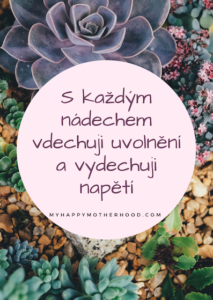 S každým
nádechem
vdechuji uvolnění
a vydechuji
napětí
MYHAPPYMOTHERHOOD.COM